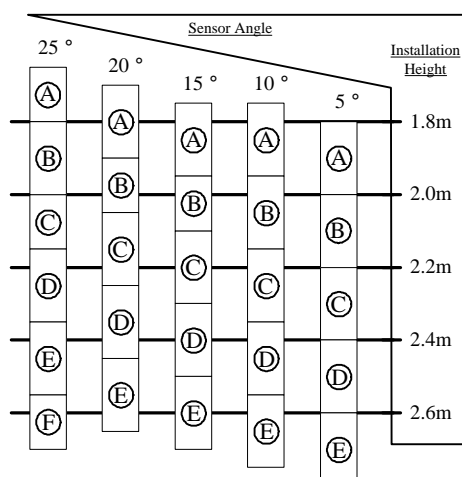 Sensor Angle
Installation
Height
25 °
20 °
15 °
10 °
5 °
A
A
A
A
A
1.8m
B
B
B
B
B
2.0m
C
C
C
C
C
2.2m
D
D
D
D
D
2.4m
E
E
E
E
E
2.6m
F